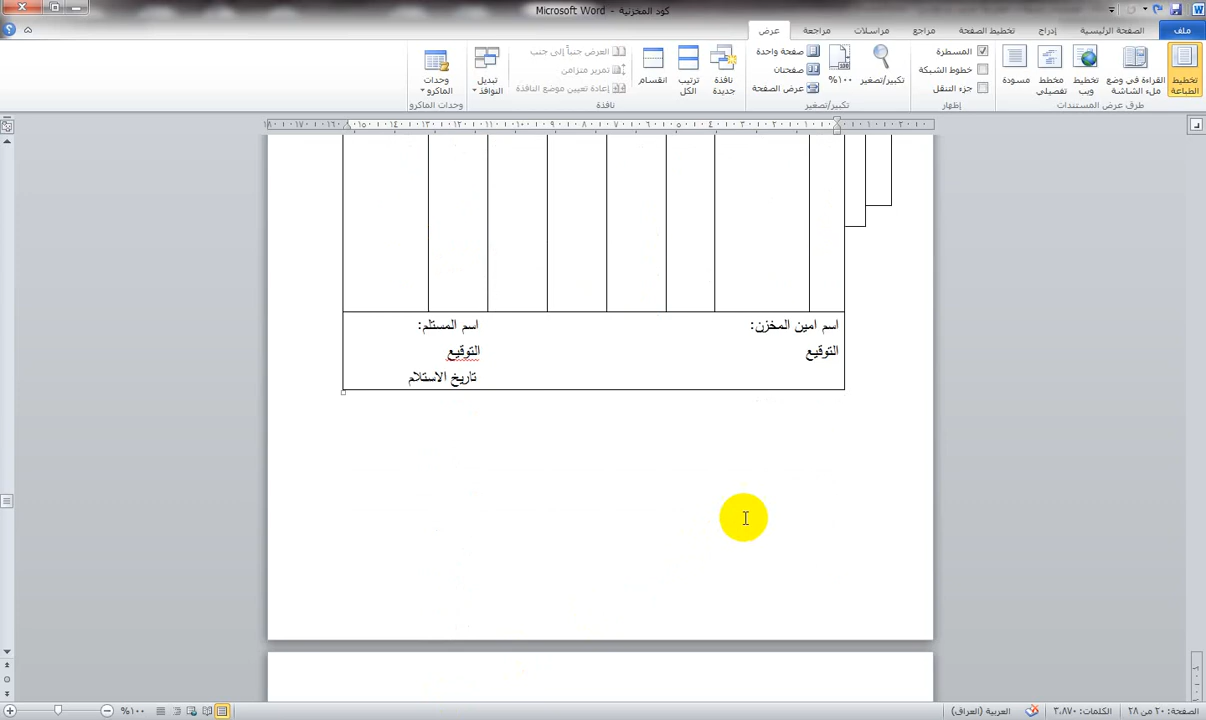 كود المخزنية - Microsoft Word
ملف
الصفحة الرئيسية
إدراج
تخطيط الصفحة
مراجع
مراسلات
مراجعة
عرض
تخطيط الطباعة
القراءة في وضع ملء الشاشة
تخطيط ويب
مخطط تفصيلي
مسودة
طرق عرض المستندات
المسطرة
خطوط الشبكة
جزء التنقل
إظهار
تكبير/تصغير
١٠٠%
صفحة واحدة
صفحتان
عرض الصفحة
تكبير/تصغير
نافذة جديدة
ترتيب الكل
انقسام
العرض جنباً إلى جنب
تمرير متزامن
إعادة تعيين موضع النافذة
تبديل النوافذ
نافذة
وحدات الماكرو
وحدات الماكرو
اسم امين المخزن:
اسم المستلم:
التوقيع
التوقيع
تاريخ الاستلام
الصفحة: ٢٠ من ٢٨
الكلمات: ٣،٨٧٠
العربية (العراق)
١٠٠%